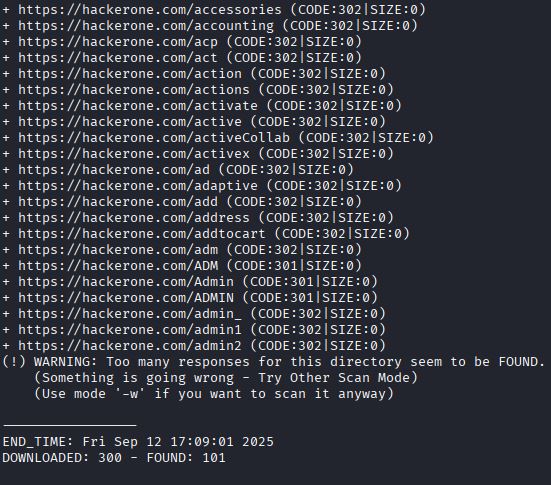 + https://hackerone.com/accessories (CODE:302|SIZE:0)
+ https://hackerone.com/accounting (CODE:302|SIZE:0)
+ https://hackerone.com/acp (CODE:302|SIZE:0)
+ https://hackerone.com/act (CODE:302|SIZE:0)
+ https://hackerone.com/action (CODE:302|SIZE:0)
+ https://hackerone.com/actions (CODE:302|SIZE:0)
+ https://hackerone.com/activate (CODE:302|SIZE:0)
+ https://hackerone.com/active (CODE:302|SIZE:0)
+ https://hackerone.com/activeCollab (CODE:302|SIZE:0)
+ https://hackerone.com/activex (CODE:302|SIZE:0)
+ https://hackerone.com/ad (CODE:302|SIZE:0)
+ https://hackerone.com/adaptive (CODE:302|SIZE:0)
+ https://hackerone.com/add (CODE:302|SIZE:0)
+ https://hackerone.com/address (CODE:302|SIZE:0)
+ https://hackerone.com/addtocart (CODE:302|SIZE:0)
+ https://hackerone.com/adm (CODE:302|SIZE:0)
+ https://hackerone.com/ADM (CODE:301|SIZE:0)
+ https://hackerone.com/Admin (CODE:301|SIZE:0)
+ https://hackerone.com/ADMIN (CODE:301|SIZE:0)
+ https://hackerone.com/admin_ (CODE:302|SIZE:0)
+ https://hackerone.com/admin1 (CODE:302|SIZE:0)
+ https://hackerone.com/admin2 (CODE:302|SIZE:0)
(!) WARNING: Too many responses for this directory seem to be FOUND.
(Something is going wrong - Try Other Scan Mode)
(Use mode '-w' if you want to scan it anyway)
END_TIME: Fri Sep 12 17:09:01 2025
DOWNLOADED: 300 - FOUND: 101